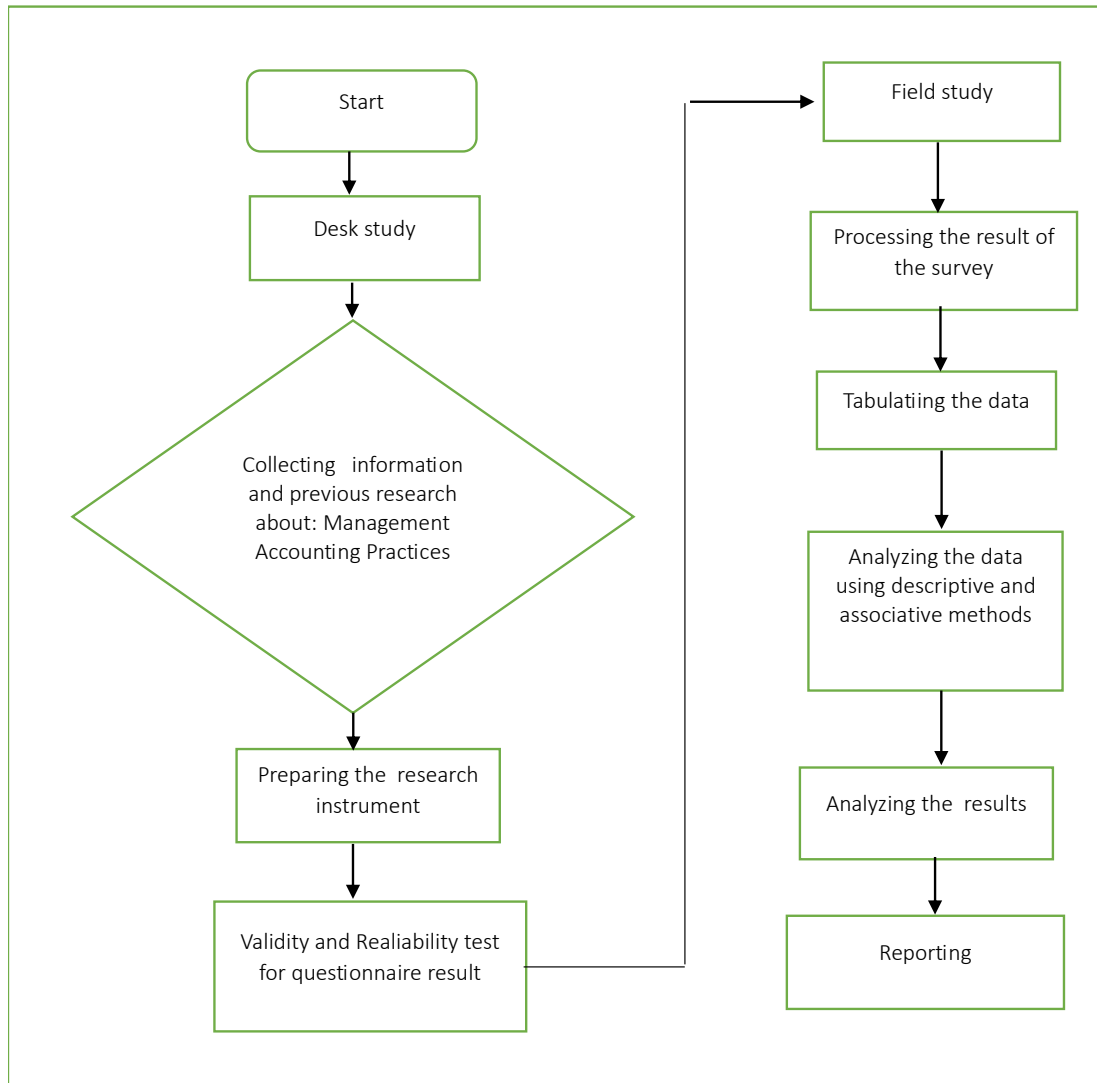 Start
Desk study
Collecting information
and previous research
about: Management
Accounting Practices
Preparing the research
instrument
Validity and Realiability test
for questionnaire result
Field study
Processing the result of
the survey
Tabulatiing the data
Analyzing the data
using descriptive and
associative methods
Analyzing the results
Reporting